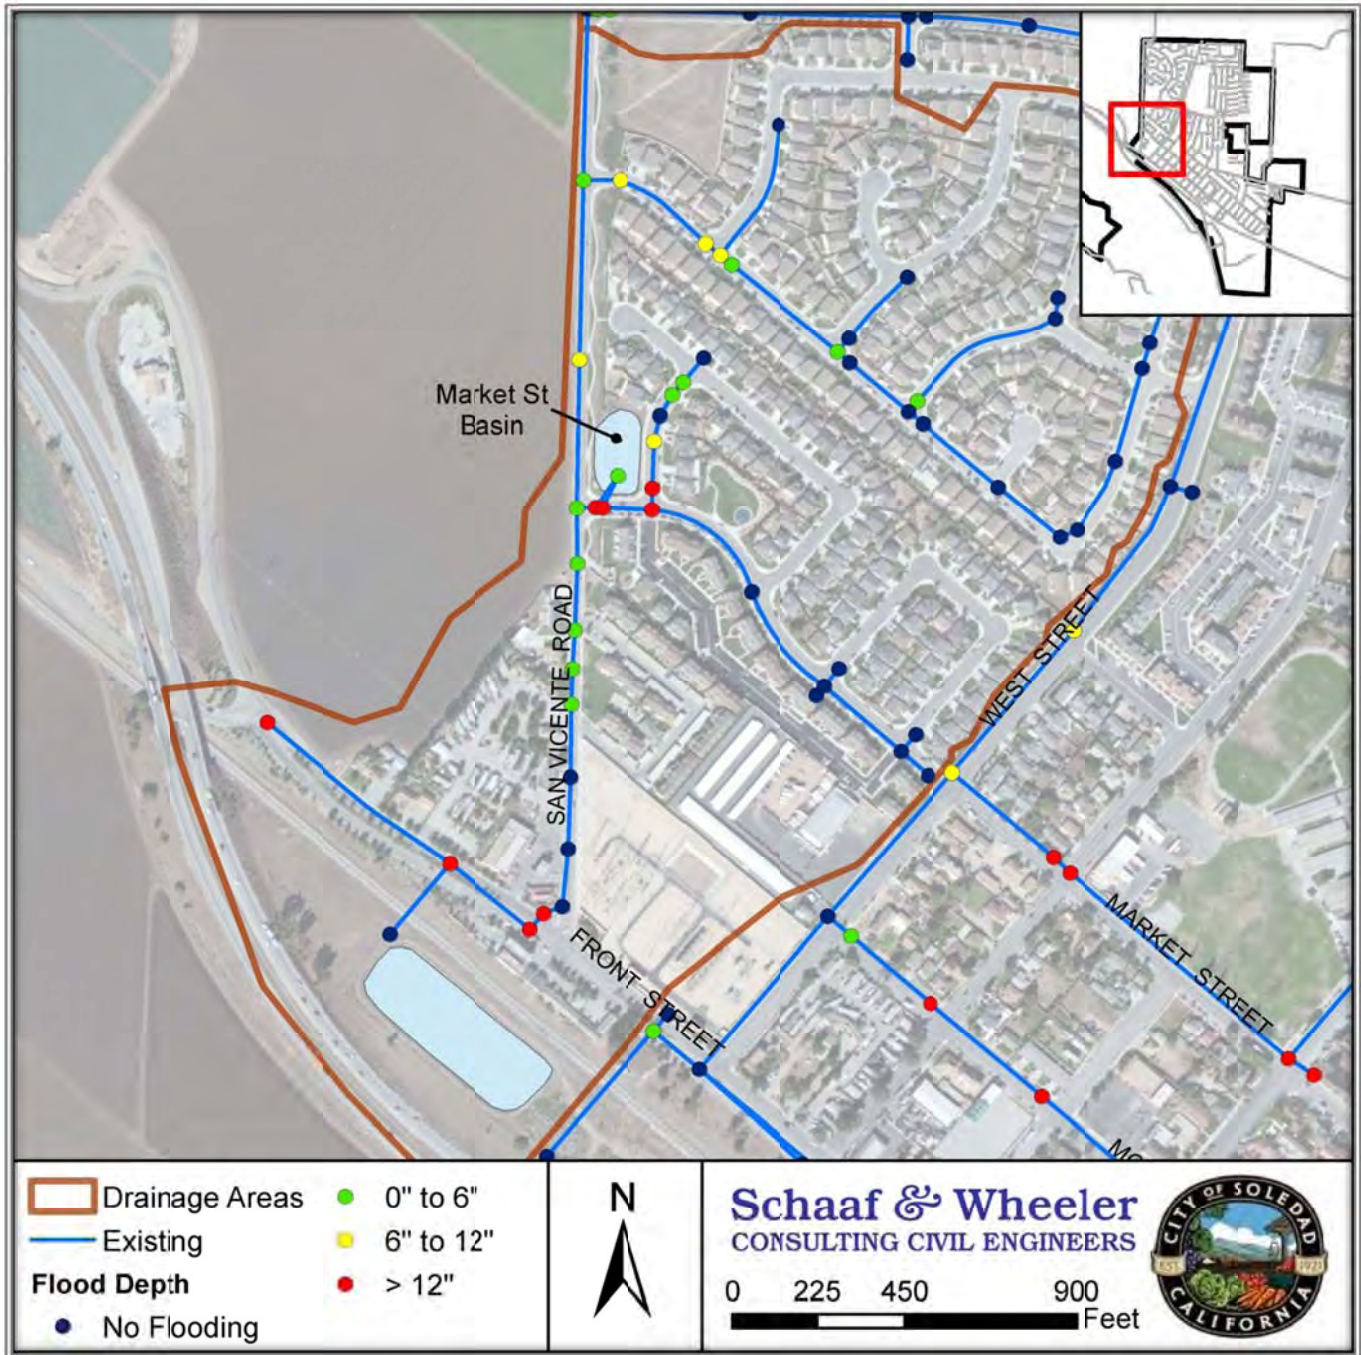 Market St
Basin
SAN VICENTE ROAD
WEST STREET
FRONT STREET
MARKET STREET
Drainage Areas
Existing
Flood Depth
No Flooding
0" to 6"
6" to 12"
> 12"
N
Schaaf & Wheeler
CONSULTING CIVIL ENGINEERS
0 225 450 900
Feet
CITY OF SOLEDAD
EST. 1921
CALIFORNIA